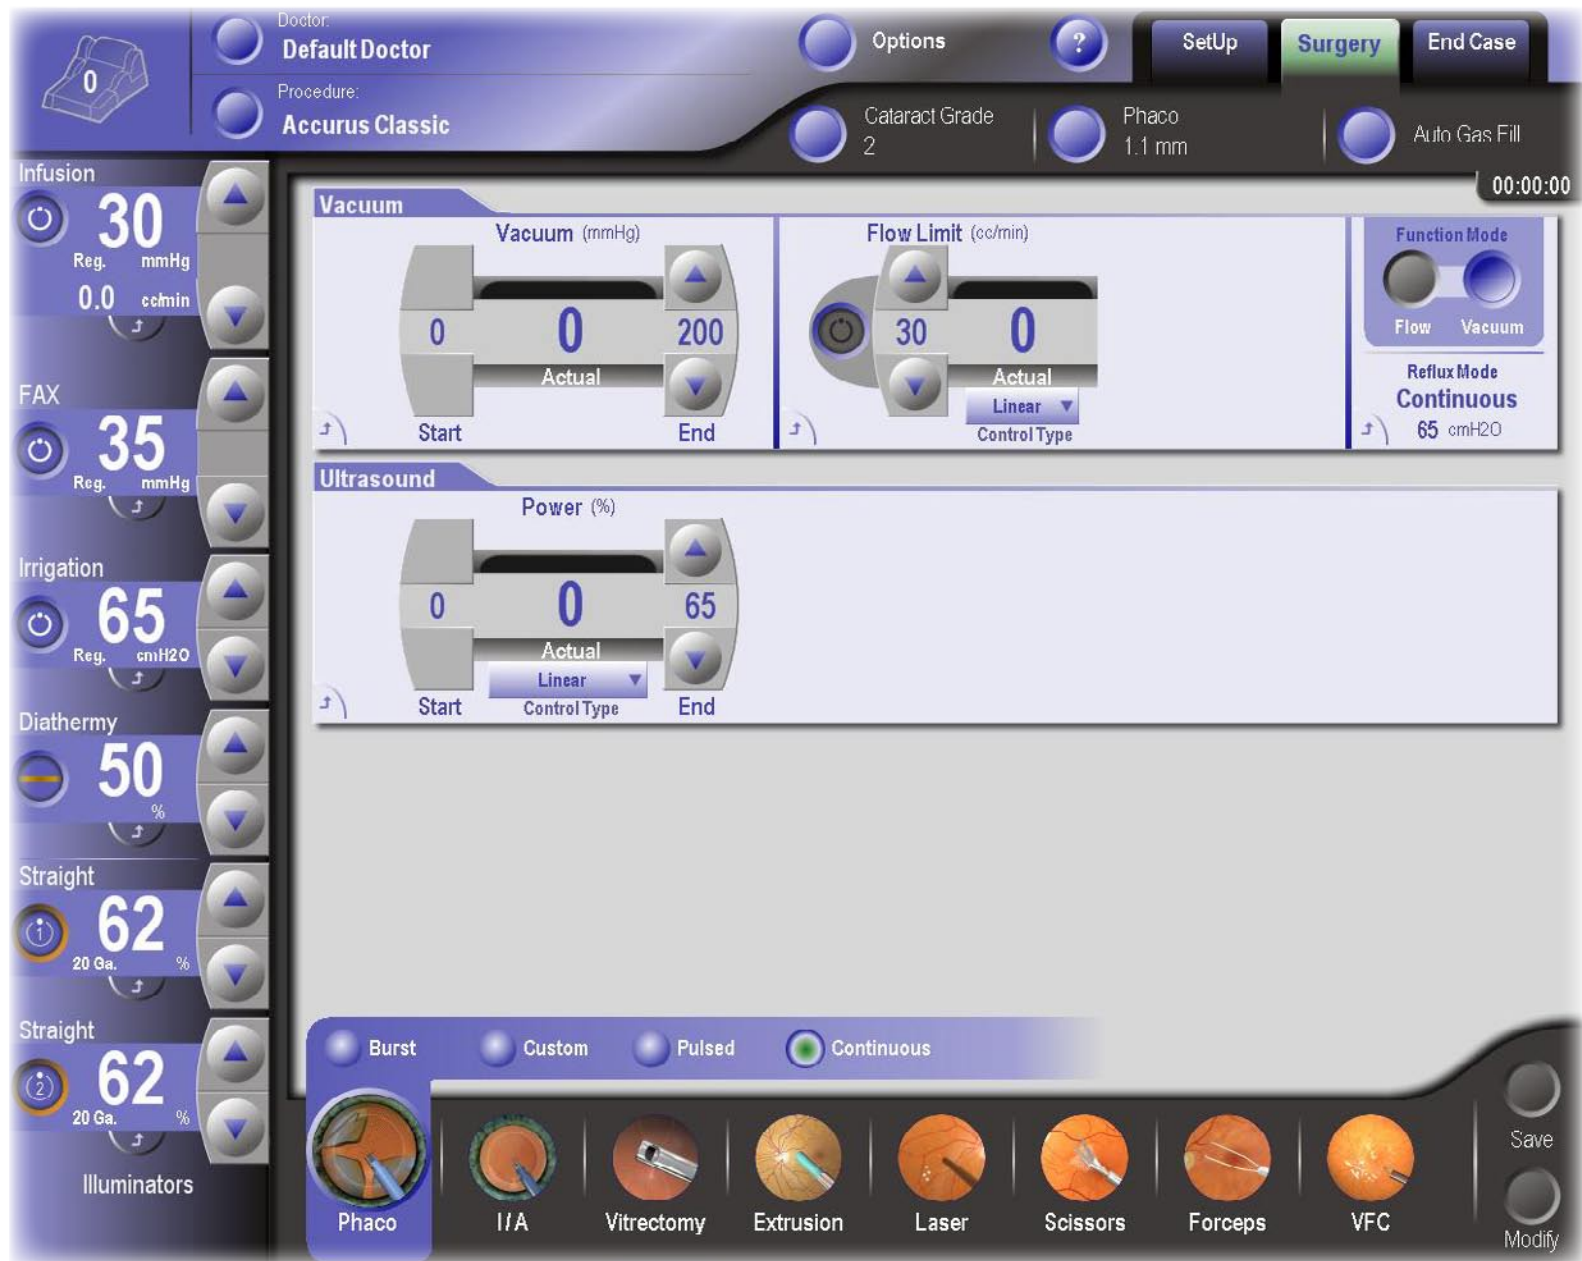 0
Doctor:
Default Doctor
Procedure:
Accurus Classic
Options
?
SetUp
Surgery
End Case
Cataract Grade
2
Phaco
1.1 mm
Auto Gas Fill
00:00:00
Infusion
30
Reg. mmHg
0.0 cc/min
FAX
35
Reg. mmHg
Irrigation
65
Reg. cmH2O
Diathermy
50
%
Straight
1
62
20 Ga. %
Straight
2
62
20 Ga. %
Illuminators
Vacuum
Vacuum (mmHg)
0 0 200
Actual
Start End
Flow Limit (cc/min)
30 0
Actual
Linear
Control Type
Function Mode
Flow Vacuum
Reflux Mode
Continuous
65 cmH2O
Ultrasound
Power (%)
0 0 65
Actual
Linear
Start Control Type End
Burst Custom Pulsed Continuous
Phaco I/A Vitrectomy Extrusion Laser Scissors Forceps VFC
Save
Modify